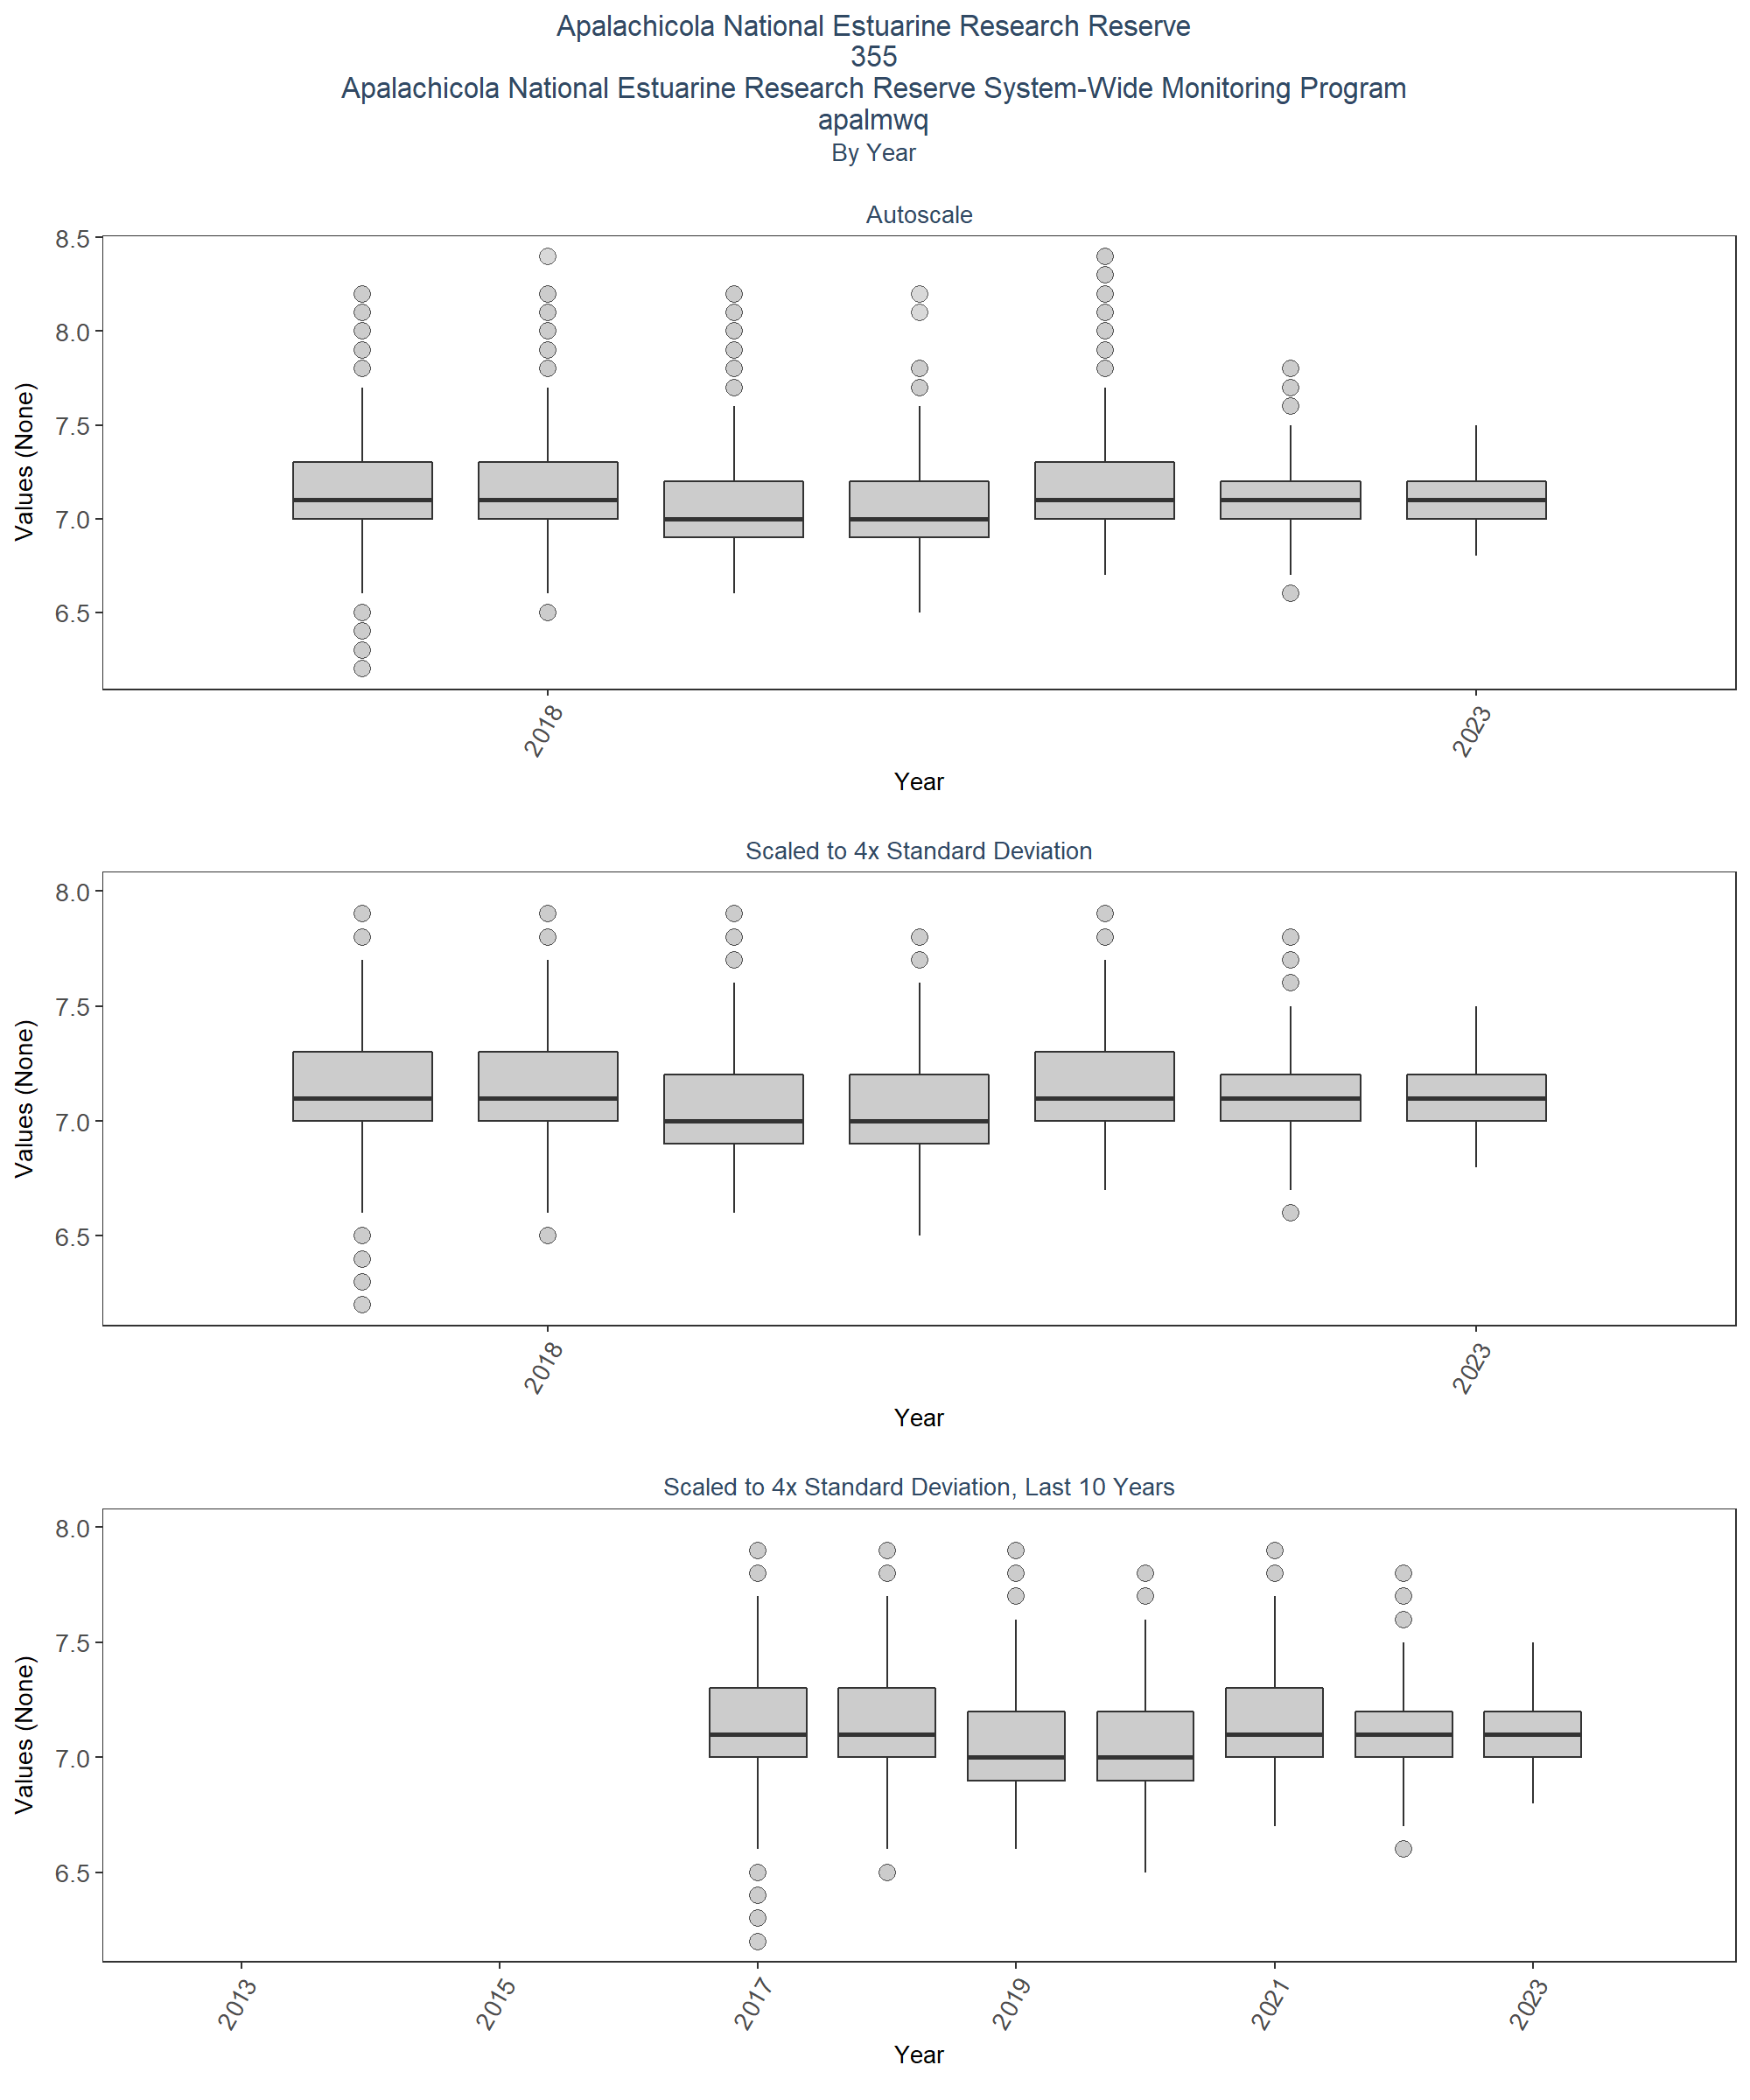 Apalachicola National Estuarine Research Reserve
355
Apalachicola National Estuarine Research Reserve System-Wide Monitoring Program
apalmwq
By Year
Autoscale
Values (None)
8.5
8.0
7.5
7.0
6.5
2018
2023
Year
Scaled to 4x Standard Deviation
Values (None)
8.0
7.5
7.0
6.5
2018
2023
Year
Scaled to 4x Standard Deviation, Last 10 Years
Values (None)
8.0
7.5
7.0
6.5
2013
2015
2017
2019
2021
2023
Year